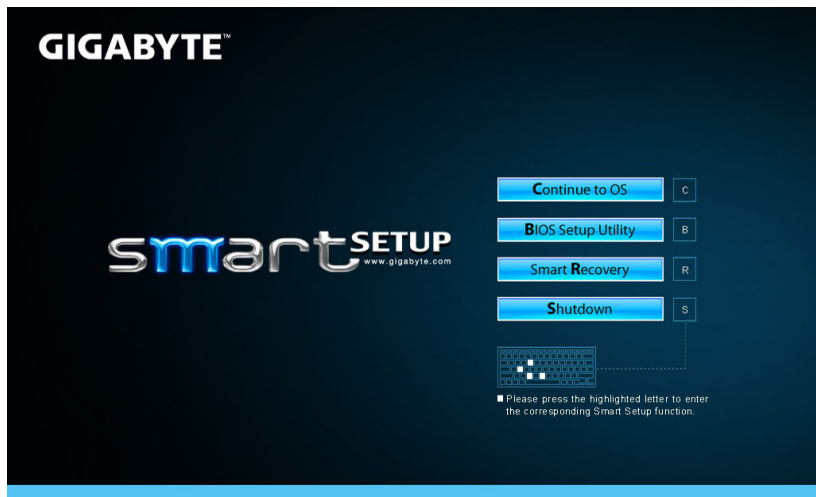 GIGABYTE™
Continue to OS
C
BIOS Setup Utility
B
smart SETUP
www.gigabyte.com
Smart Recovery
R
Shutdown
S
Please press the highlighted letter to enter
the corresponding Smart Setup function.